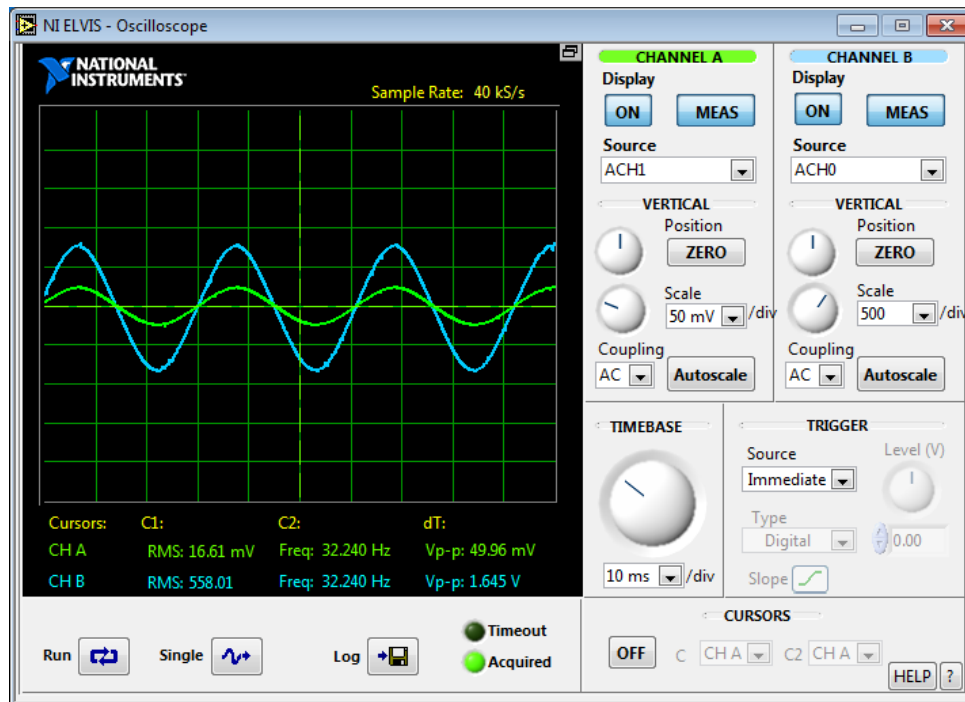 NI ELVIS - Oscilloscope
NATIONAL
INSTRUMENTS™
Sample Rate: 40 kS/s
Cursors: C1: C2: dT:
CH A RMS: 16.61 mV Freq: 32.240 Hz Vp-p: 49.96 mV
CH B RMS: 558.01 Freq: 32.240 Hz Vp-p: 1.645 V
Run Single Log Timeout
Acquired
CHANNEL A
Display
ON MEAS
Source
ACH1
VERTICAL
Position
ZERO
Scale
50 mV /div
Coupling
AC Autoscale
CHANNEL B
Display
ON MEAS
Source
ACH0
VERTICAL
Position
ZERO
Scale
500 /div
Coupling
AC Autoscale
TIMEBASE
10 ms /div
TRIGGER
Source Level (V)
Immediate
Type
Digital 0.00
Slope
CURSORS
OFF C CH A C2 CH A
HELP ?